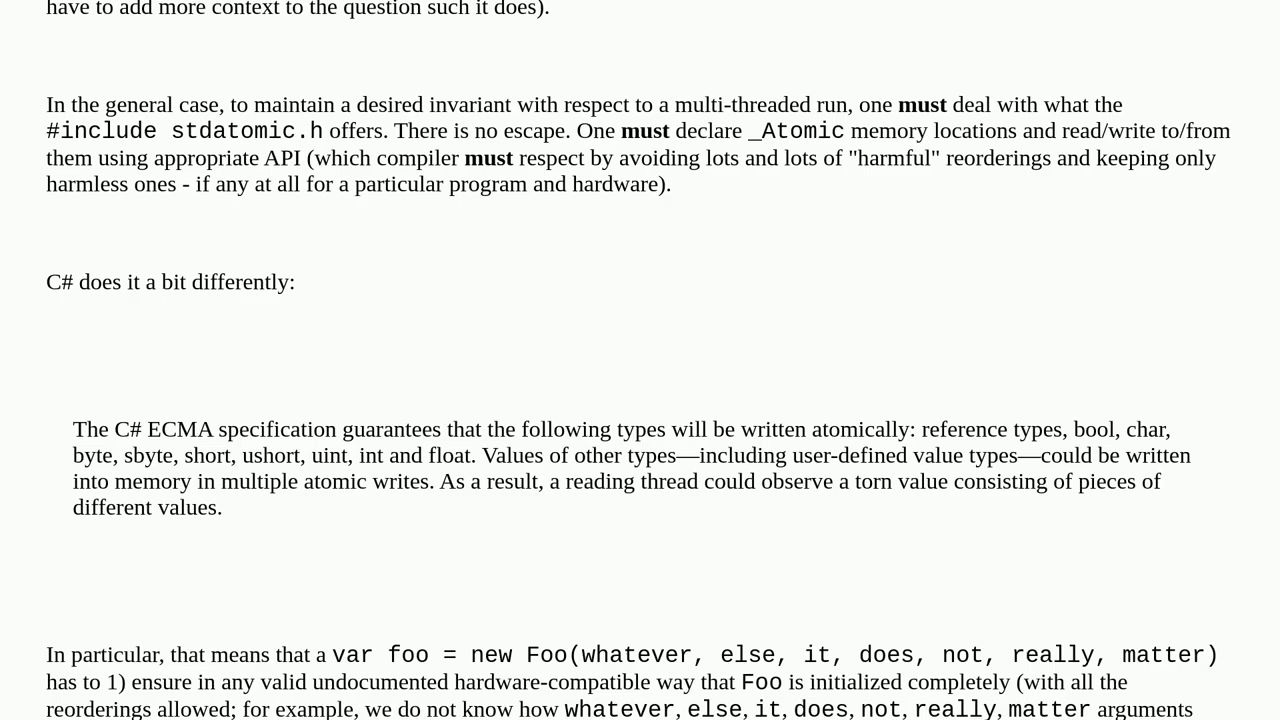 have to add more context to the question such it does).
In the general case, to maintain a desired invariant with respect to a multi-threaded run, one must deal with what the
#include stdatomic.h offers. There is no escape. One must declare _Atomic memory locations and read/write to/from
them using appropriate API (which compiler must respect by avoiding lots and lots of "harmful" reorderings and keeping only
harmless ones - if any at all for a particular program and hardware).
C# does it a bit differently:
The C# ECMA specification guarantees that the following types will be written atomically: reference types, bool, char,
byte, sbyte, short, ushort, uint, int and float. Values of other types—including user-defined value types—could be written
into memory in multiple atomic writes. As a result, a reading thread could observe a torn value consisting of pieces of
different values.
In particular, that means that a var foo = new Foo(whatever, else, it, does, not, really, matter)
has to 1) ensure in any valid undocumented hardware-compatible way that Foo is initialized completely (with all the
reorderings allowed; for example, we do not know how whatever, else, it, does, not, really, matter arguments